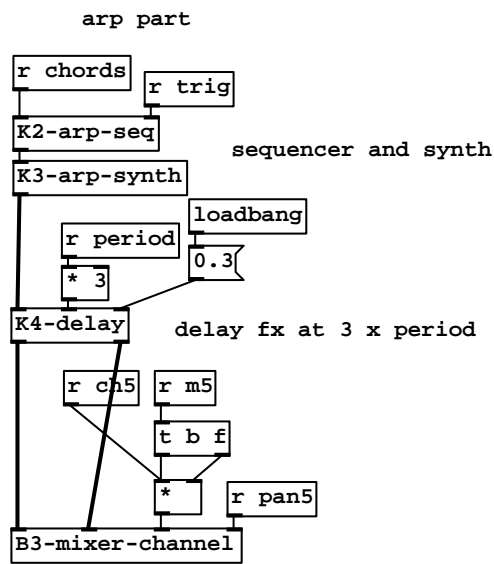 arp part
r chords
r trig
K2-arp-seq
sequencer and synth
K3-arp-synth
loadbang
r period
0.3
* 3
K4-delay
delay fx at 3 x period
r ch5
r m5
t b f
*
r pan5
B3-mixer-channel